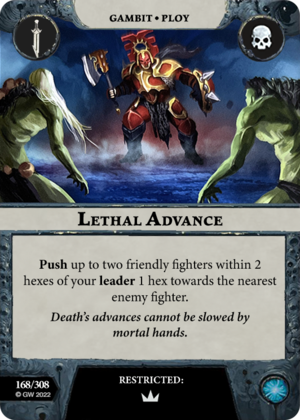 GAMBIT • PLOY
LETHAL ADVANCE
Push up to two friendly fighters within 2
hexes of your leader 1 hex towards the nearest
enemy fighter.
Death's advances cannot be slowed by
mortal hands.
168/308
© GW 2022
RESTRICTED: